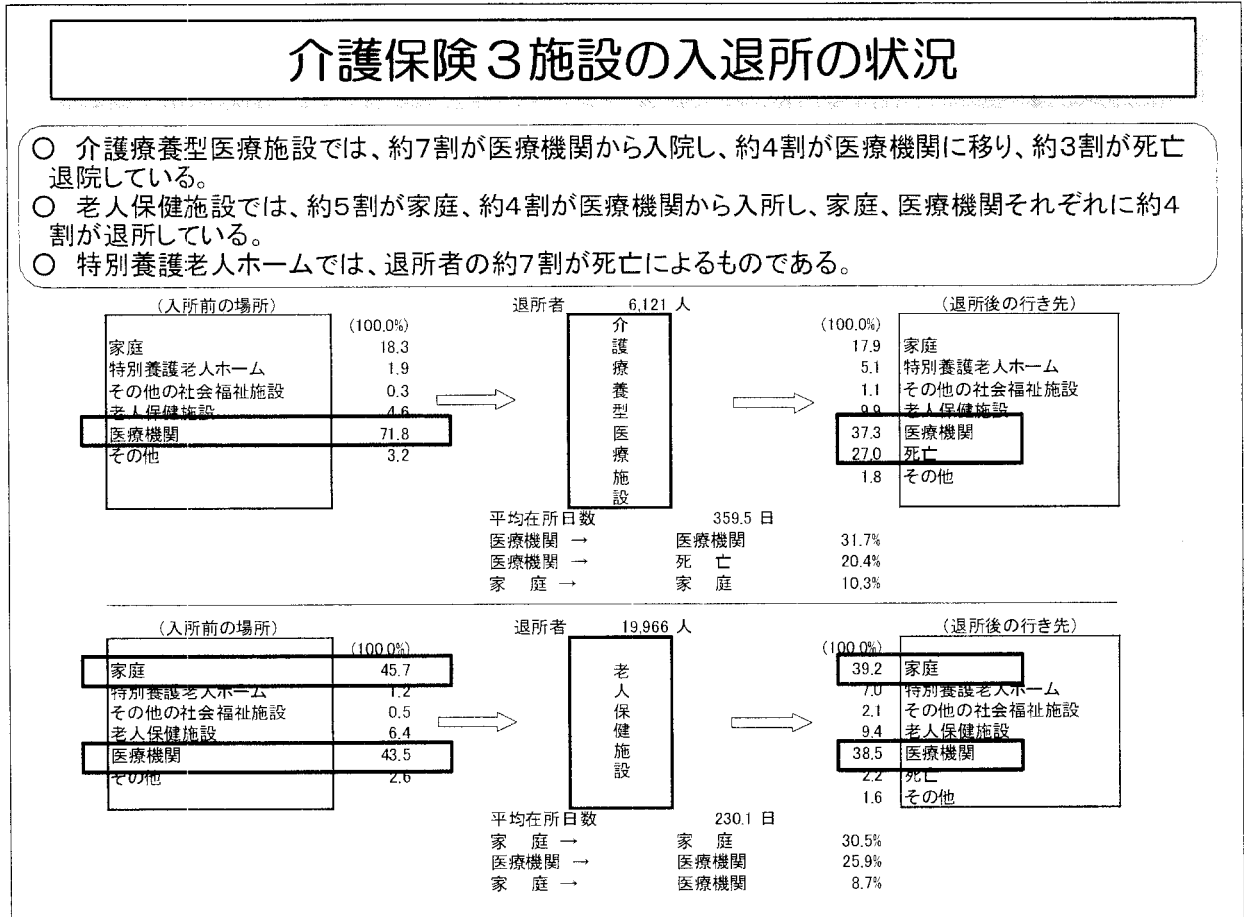 介護保険３施設の入退所の状況
○ 介護療養型医療施設では、約7割が医療機関から入院し、約4割が医療機関に移り、約3割が死亡
退院している。
○ 老人保健施設では、約5割が家庭、約4割が医療機関から入所し、家庭、医療機関それぞれに約4
割が退所している。
○ 特別養護老人ホームでは、退所者の約7割が死亡によるものである。
（入所前の場所） 退所者 6,121 人 （退所後の行き先）
(100.0%) 介 (100.0%)
家庭 18.3 護 17.9 家庭
特別養護老人ホーム 1.9 療 5.1 特別養護老人ホーム
その他の社会福祉施設 0.3 養 1.1 その他の社会福祉施設
老人保健施設 4.6 型 9.9 老人保健施設
医療機関 71.8 医 37.3 医療機関
その他 3.2 療 27.0 死亡
施 1.8 その他
設
平均在所日数 359.5 日
医療機関 → 医療機関 31.7%
医療機関 → 死 亡 20.4%
家 庭 → 家 庭 10.3%
（入所前の場所） 退所者 19,966 人 （退所後の行き先）
(100.0%) (100.0%)
家庭 45.7 老 39.2 家庭
特別養護老人ホーム 1.2 人 7.0 特別養護老人ホーム
その他の社会福祉施設 0.5 保 2.1 その他の社会福祉施設
老人保健施設 6.4 健 9.4 老人保健施設
医療機関 43.5 施 38.5 医療機関
その他 2.6 設 2.2 死亡
1.6 その他
平均在所日数 230.1 日
家 庭 → 家 庭 30.5%
医療機関 → 医療機関 25.9%
家 庭 → 医療機関 8.7%